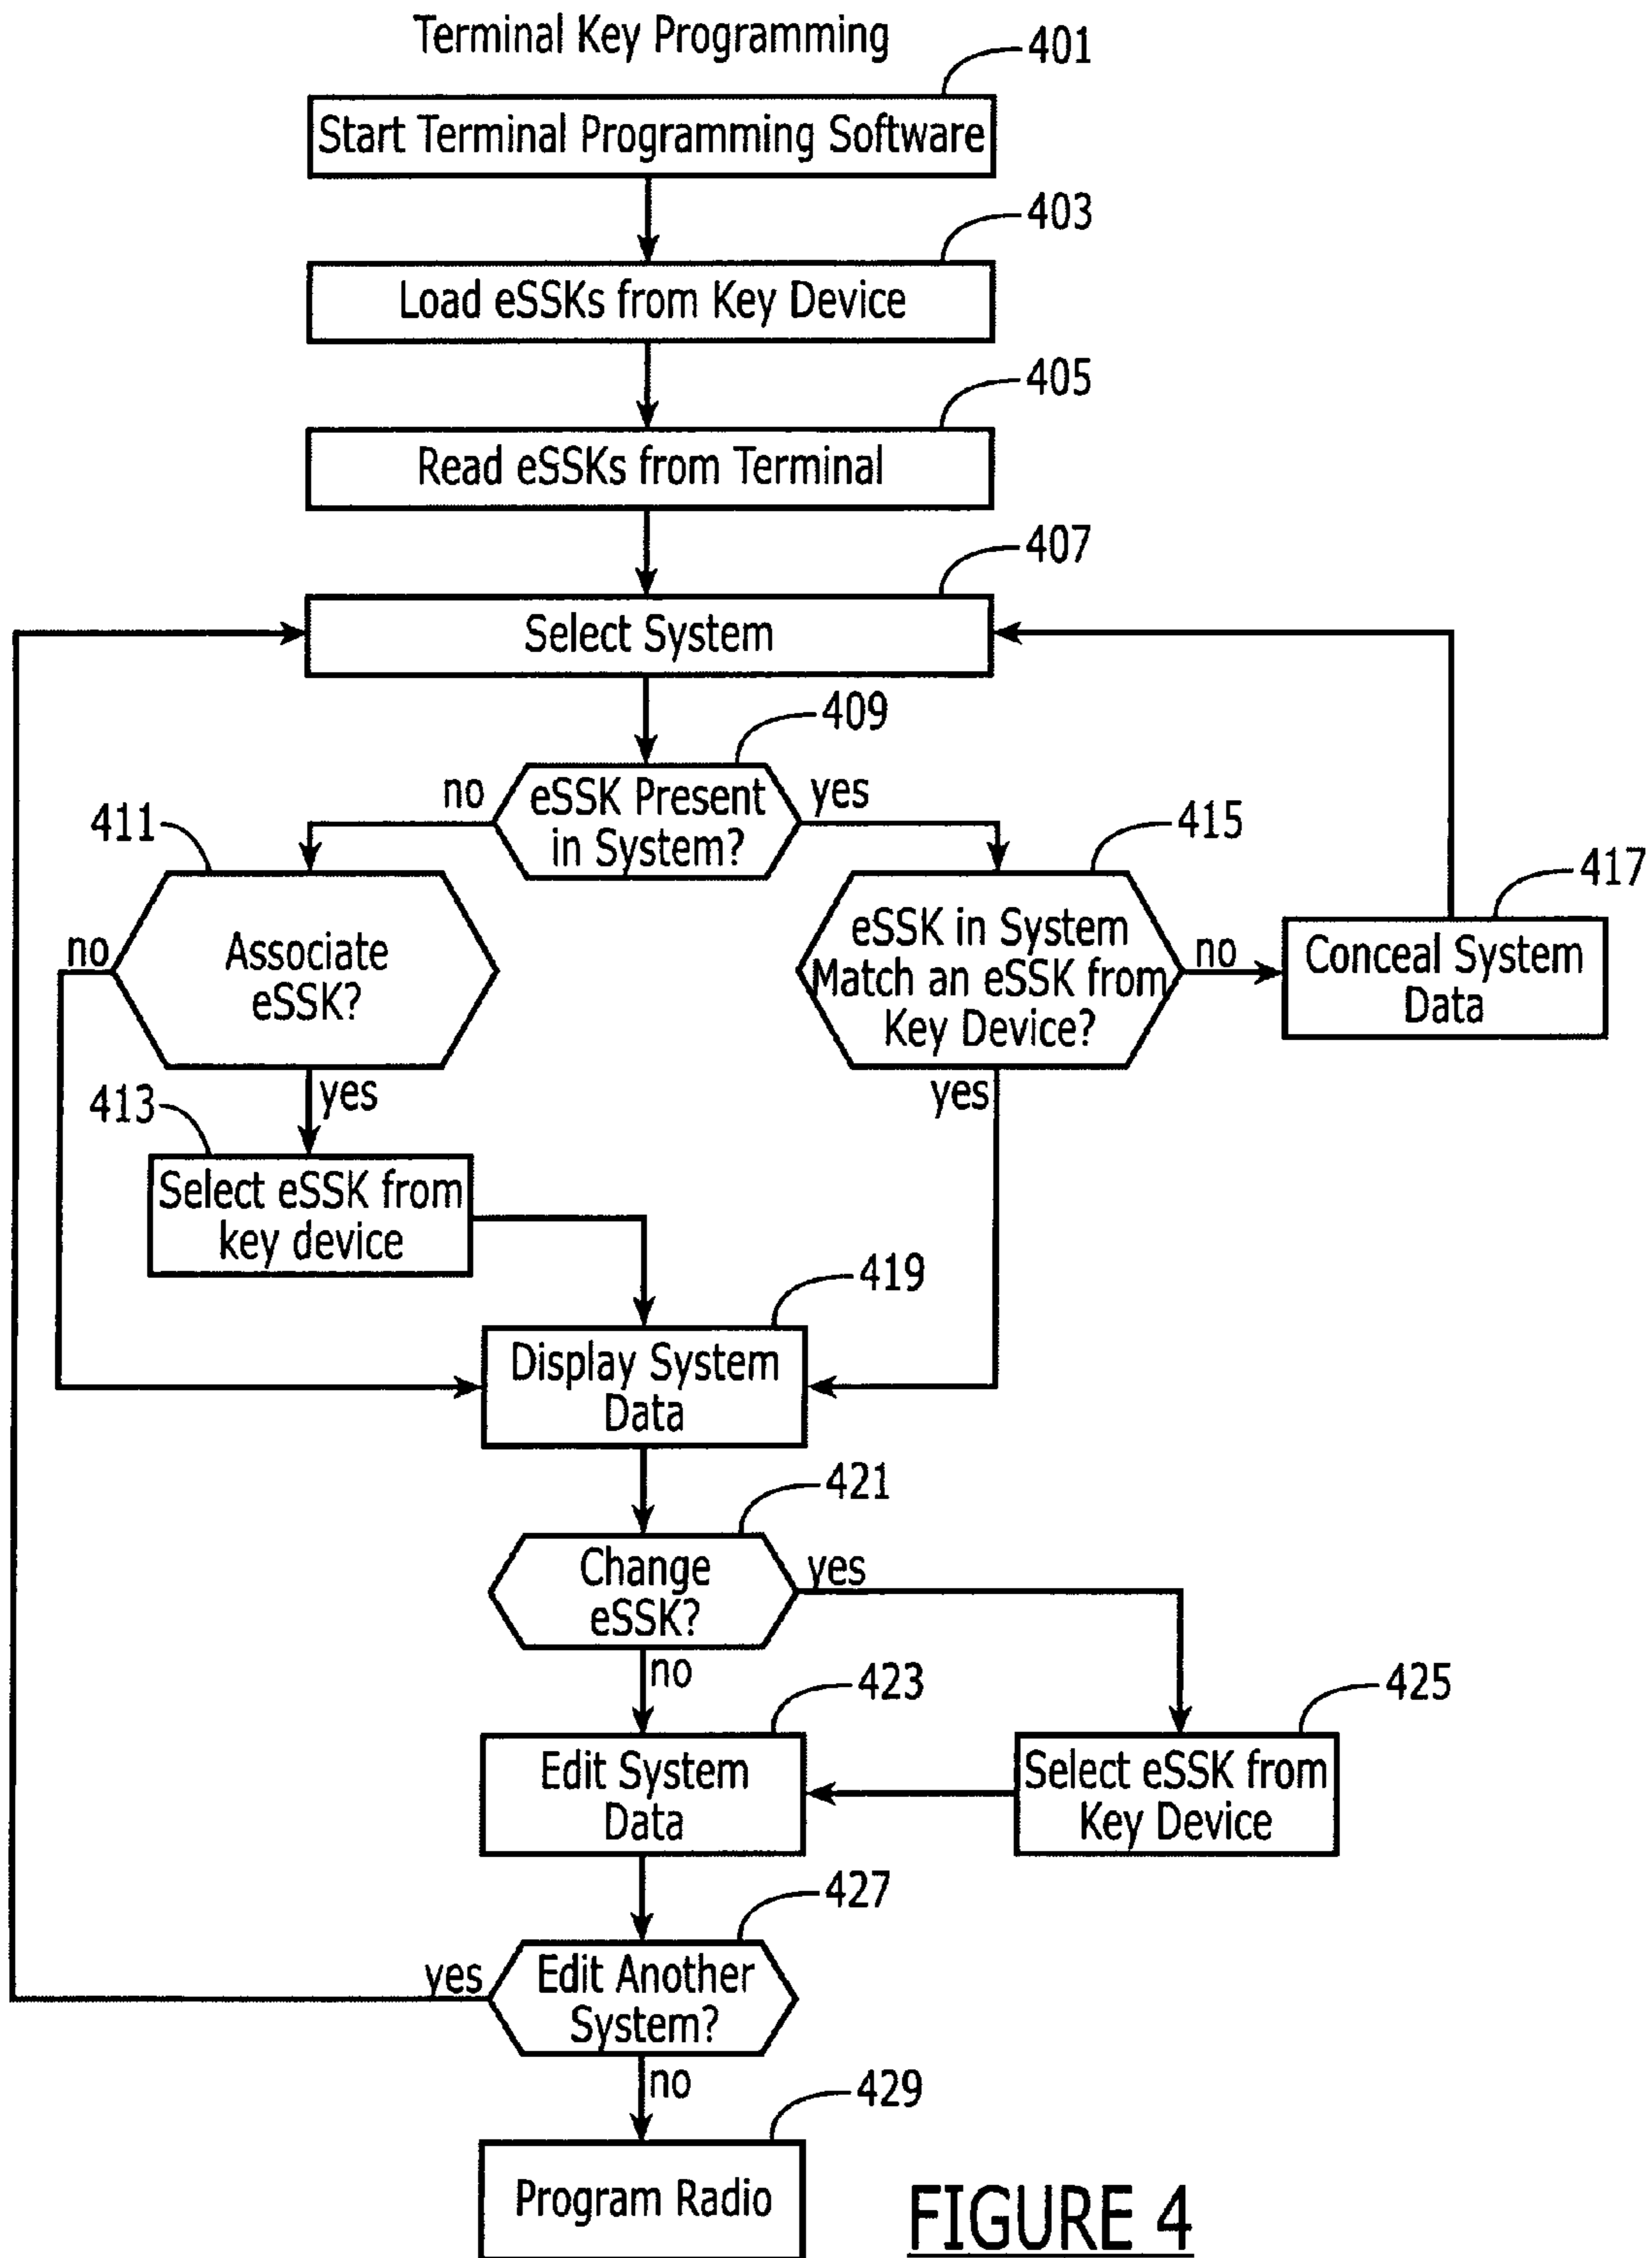 Terminal Key Programming
401
Start Terminal Programming Software
403
Load eSSKs from Key Device
405
Read eSSKs from Terminal
407
Select System
409
no
eSSK Present
in System?
yes
411
415
417
no
Associate
eSSK?
eSSK in System
Match an eSSK from
Key Device?
no
Conceal System
Data
yes
yes
413
Select eSSK from
key device
419
Display System
Data
421
Change
eSSK?
yes
no
423
425
Edit System
Data
Select eSSK from
Key Device
427
yes
Edit Another
System?
no
429
Program Radio
FIGURE 4